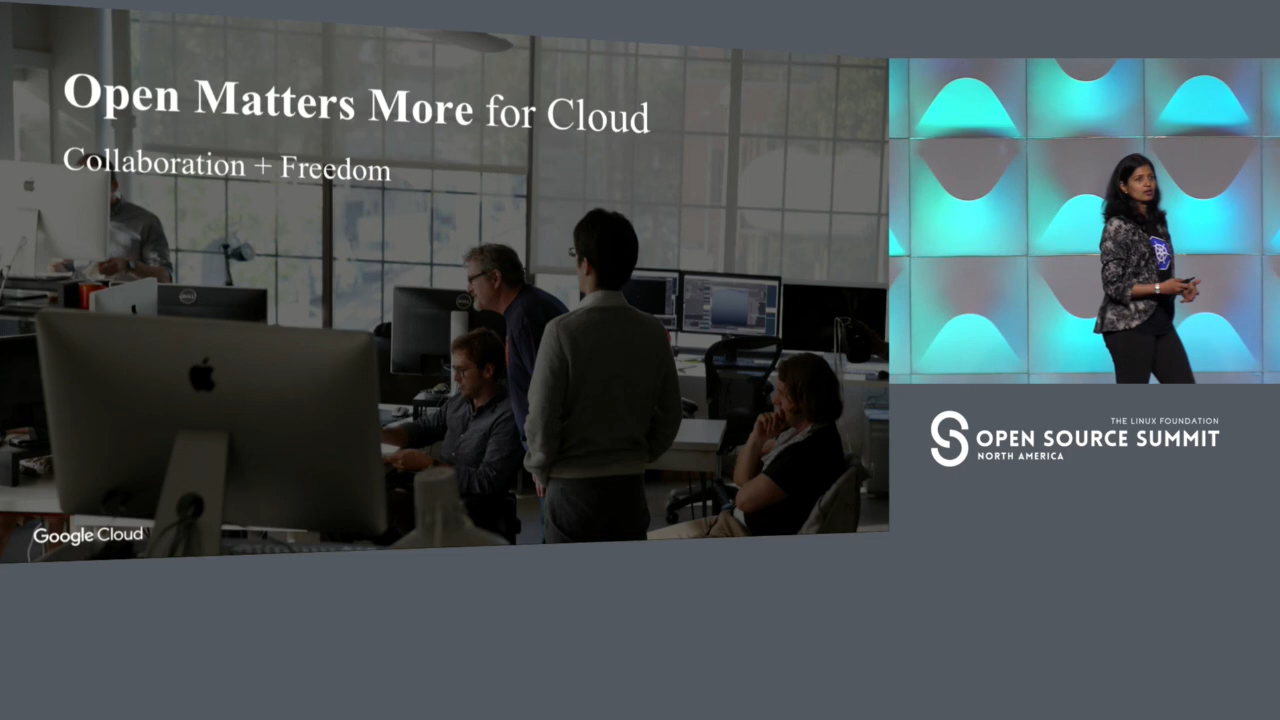 Open Matters More for Cloud
Collaboration + Freedom
Google Cloud
THE LINUX FOUNDATION
OPEN SOURCE SUMMIT
NORTH AMERICA